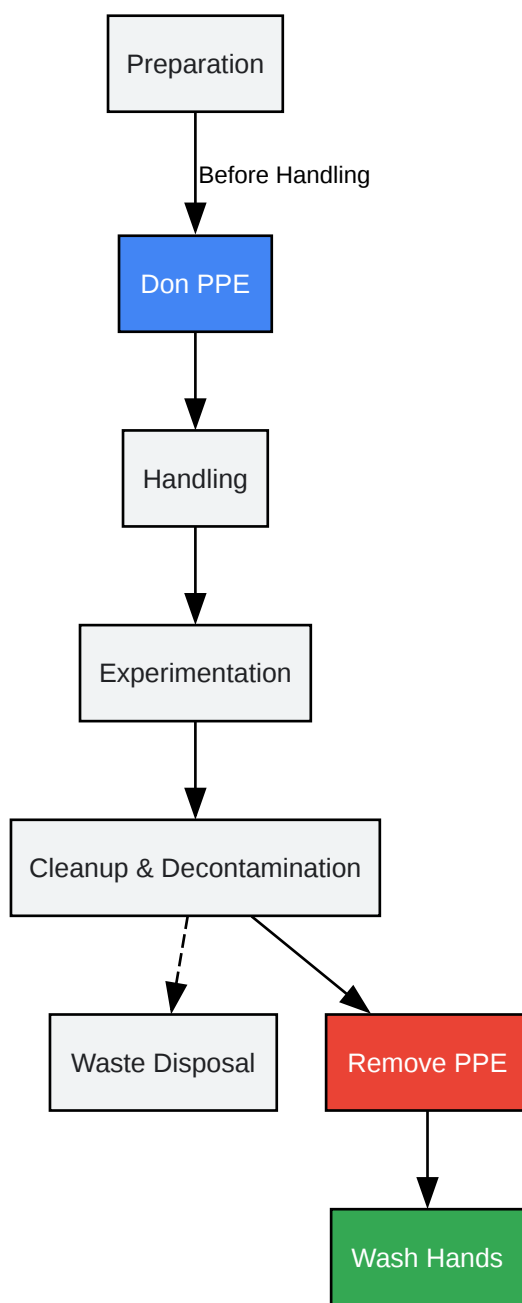 Preparation
Before Handling
Don PPE
Handling
Experimentation
Cleanup & Decontamination
Waste Disposal
Remove PPE
Wash Hands